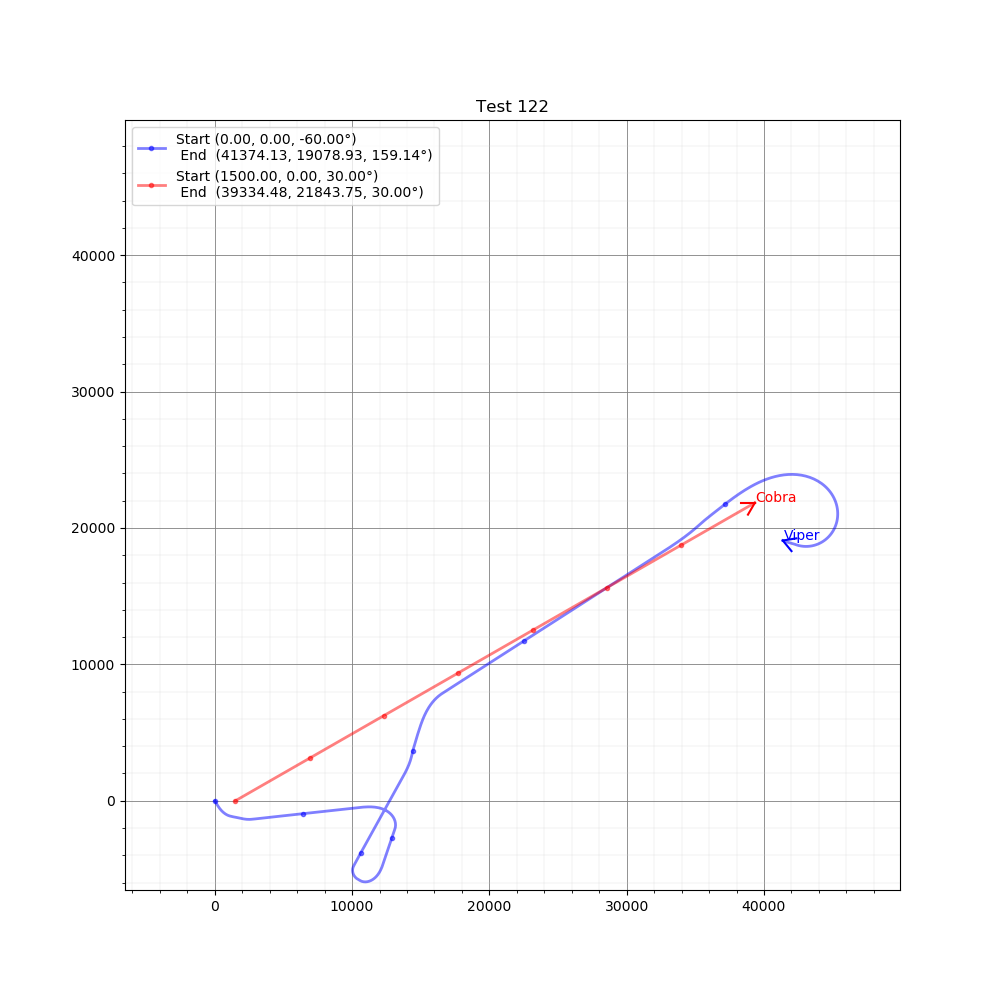 Test 122
Start (0.00, 0.00, -60.00°)
End (41374.13, 19078.93, 159.14°)
Start (1500.00, 0.00, 30.00°)
End (39334.48, 21843.75, 30.00°)
40000
30000
20000
10000
0
Cobra
Viper
0
10000
20000
30000
40000